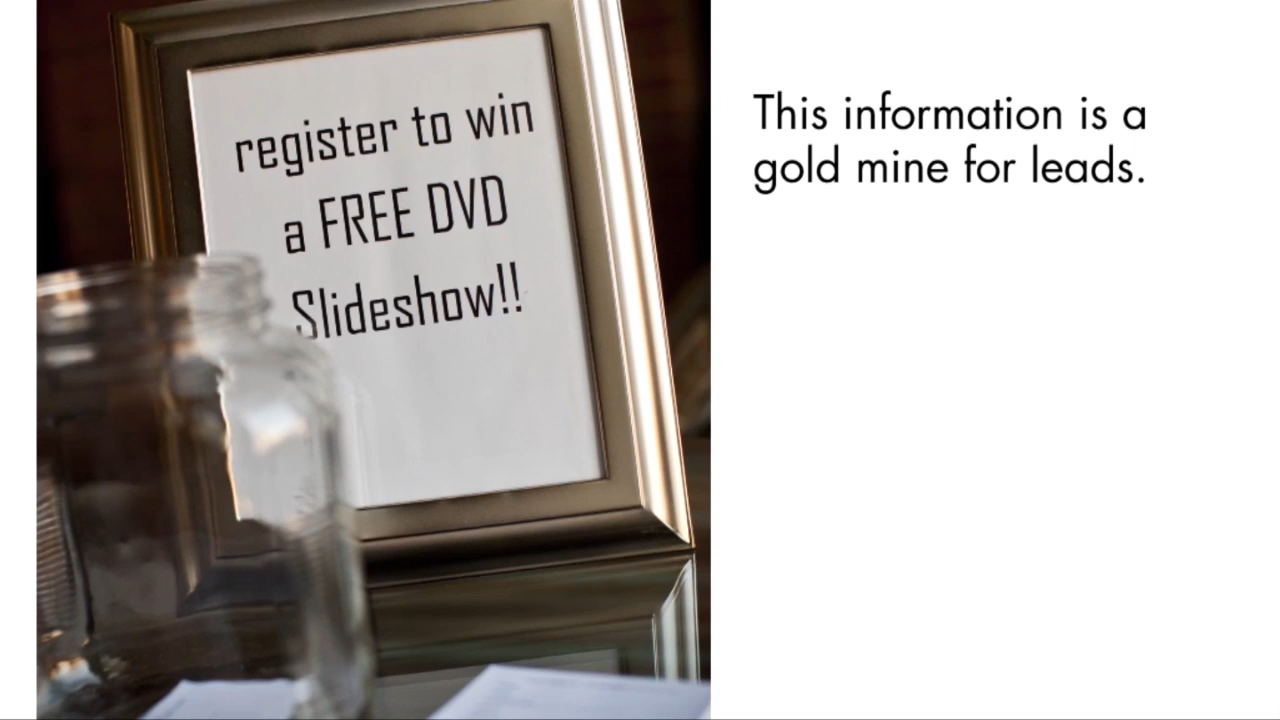 register to win
a FREE DVD
Slideshow!!
This information is a
gold mine for leads.